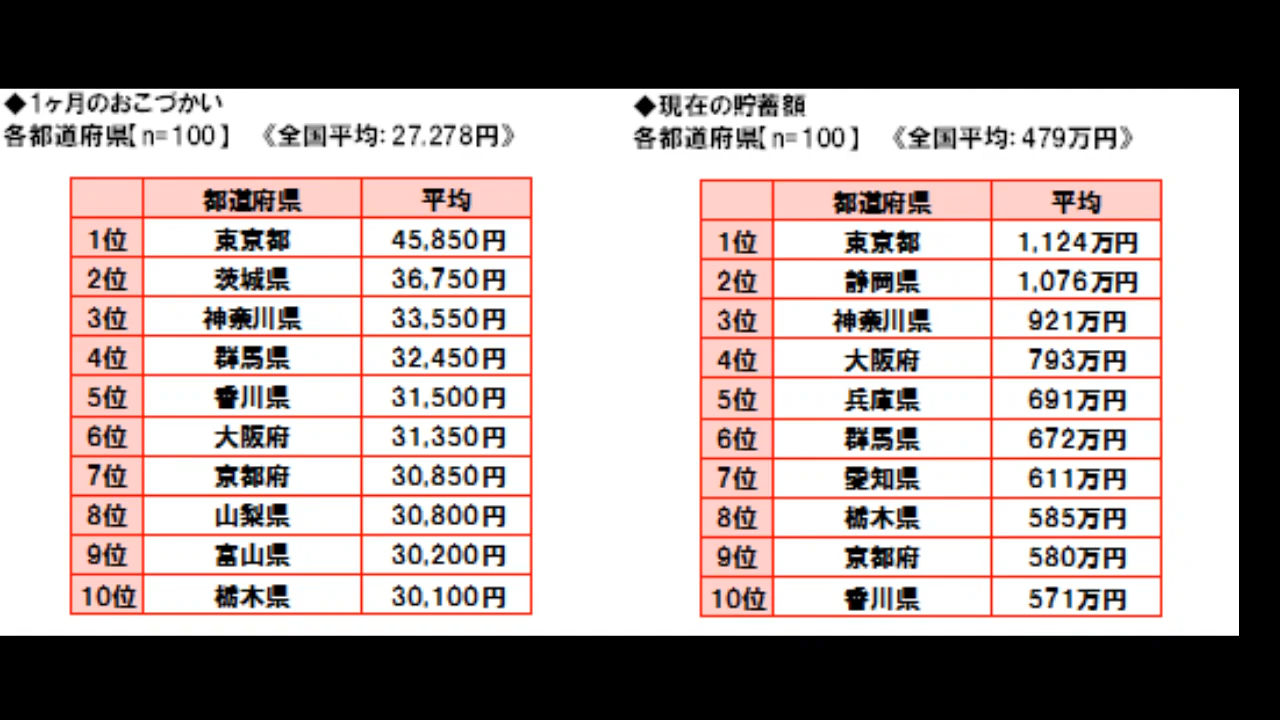 ◆1ヶ月のおこづかい
各都道府県【n=100】 《全国平均:27,278円》
都道府県 平均
1位 東京都 45,850円
2位 茨城県 36,750円
3位 神奈川県 33,550円
4位 群馬県 32,450円
5位 香川県 31,500円
6位 大阪府 31,350円
7位 京都府 30,850円
8位 山梨県 30,800円
9位 富山県 30,200円
10位 栃木県 30,100円
◆現在の貯蓄額
各都道府県【n=100】 《全国平均:479万円》
都道府県 平均
1位 東京都 1,124万円
2位 静岡県 1,076万円
3位 神奈川県 921万円
4位 大阪府 793万円
5位 兵庫県 691万円
6位 群馬県 672万円
7位 愛知県 611万円
8位 栃木県 585万円
9位 京都府 580万円
10位 香川県 571万円